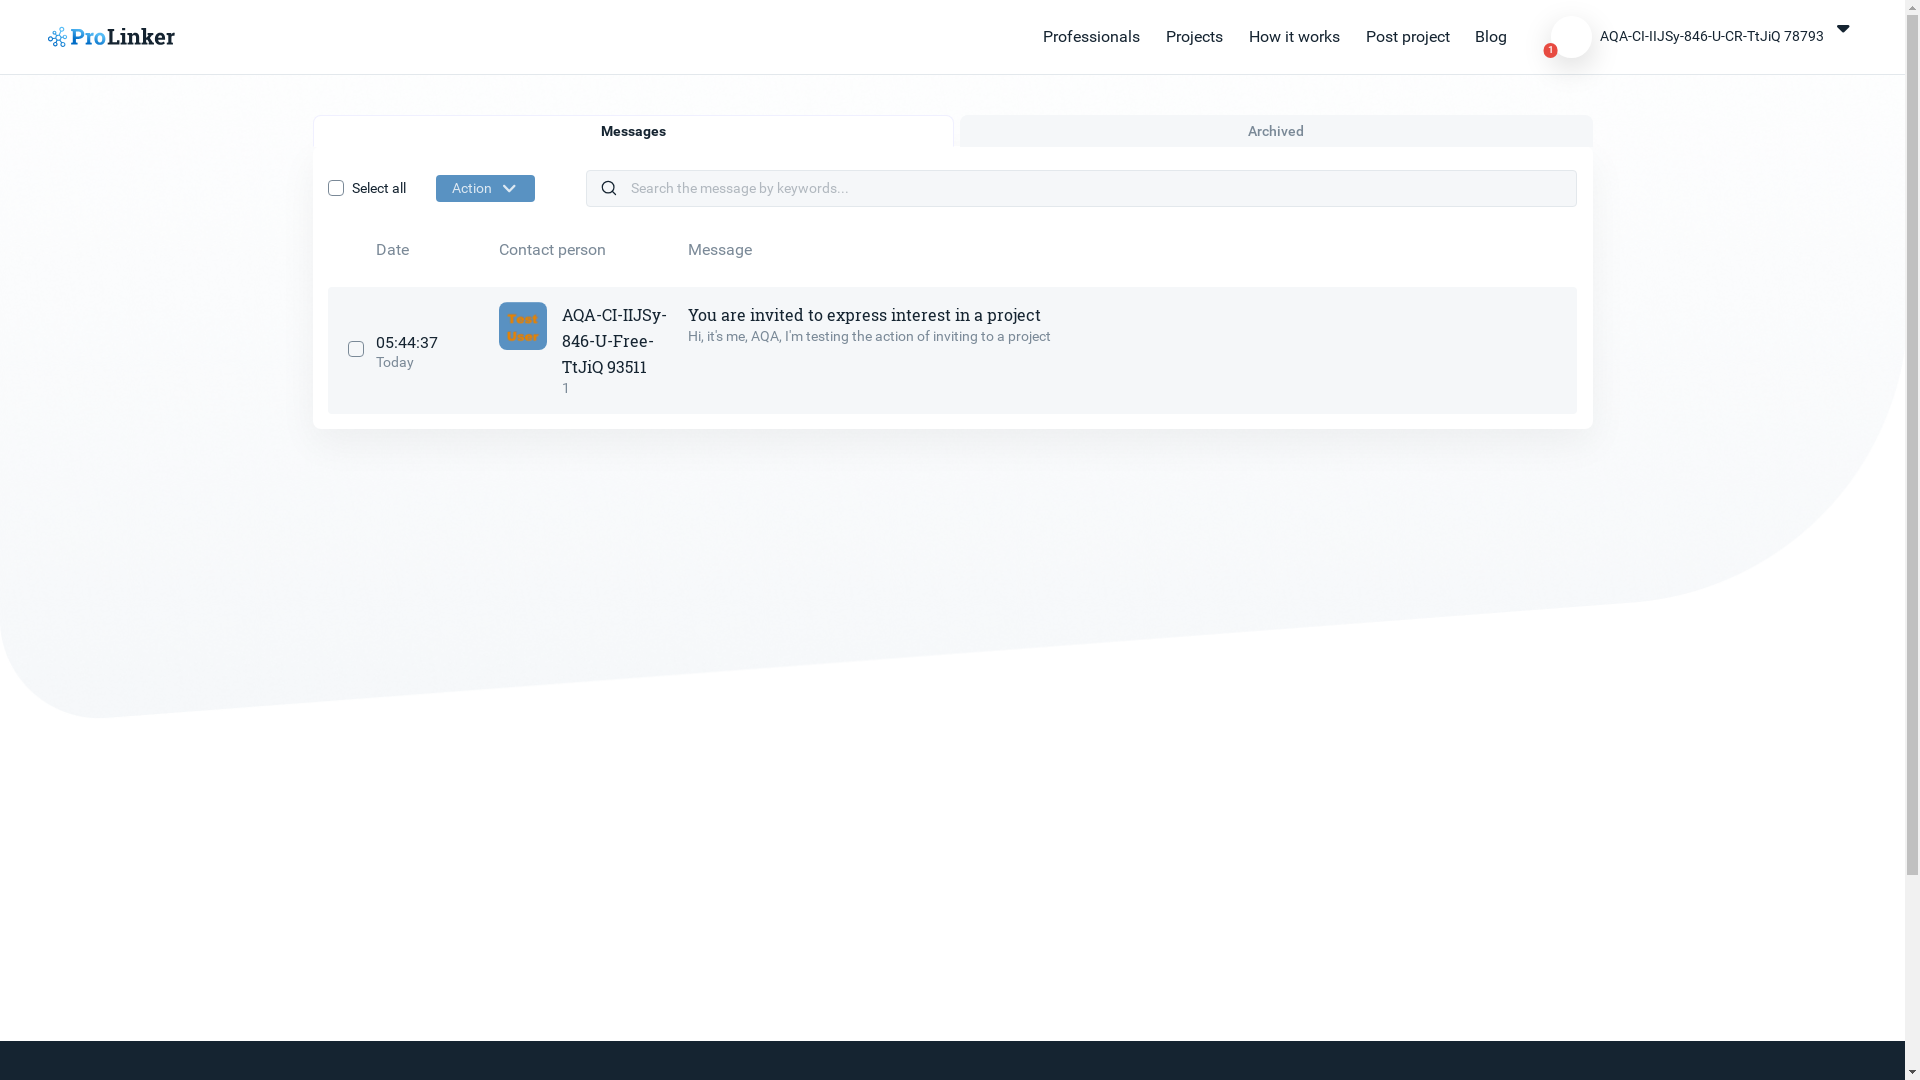 ProLinker
Professionals
Projects
How it works
Post project
Blog
1
AQA-CI-IIJSy-846-U-CR-TtJiQ 78793
Messages
Archived
Select all
Action
Search the message by keywords...
Date
Contact person
Message
05:44:37
Today
Test
User
AQA-CI-IIJSy-
846-U-Free-
TtJiQ 93511
1
You are invited to express interest in a project
Hi, it's me, AQA, I'm testing the action of inviting to a project